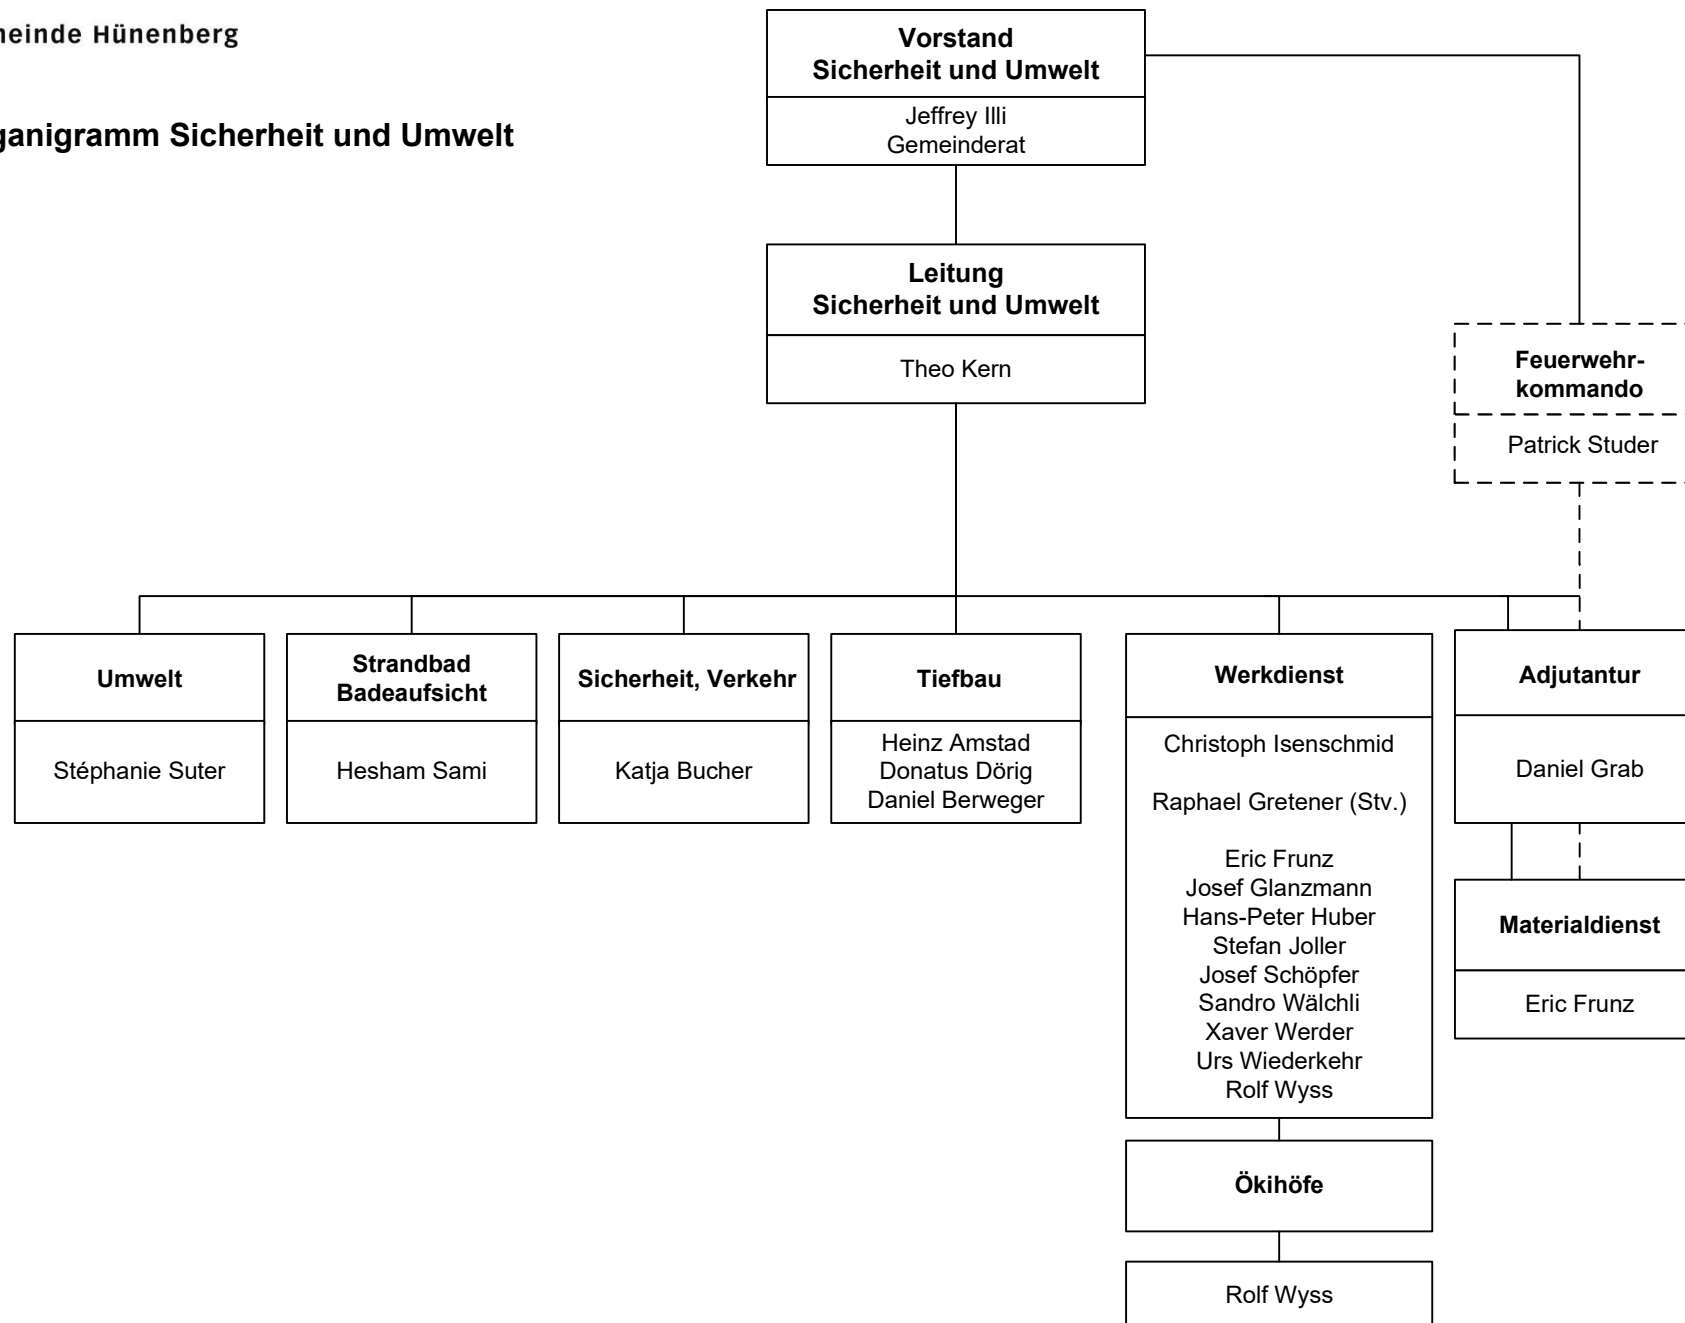 neinde Hünenberg
ganigramm Sicherheit und Umwelt
Vorstand
Sicherheit und Umwelt
Jeffrey Illi
Gemeinderat
Leitung
Sicherheit und Umwelt
Theo Kern
Feuerwehr-
kommando
Patrick Studer
Umwelt
Stéphanie Suter
Strandbad
Badeaufsicht
Hesham Sami
Sicherheit, Verkehr
Katja Bucher
Tiefbau
Heinz Amstad
Donatus Dörig
Daniel Berweger
Werkdienst
Christoph Isenschmid
Raphael Gretener (Stv.)
Eric Frunz
Josef Glanzmann
Hans-Peter Huber
Stefan Joller
Josef Schöpfer
Sandro Wälchli
Xaver Werder
Urs Wiederkehr
Rolf Wyss
Ökihöfe
Rolf Wyss
Adjutantur
Daniel Grab
Materialdienst
Eric Frunz